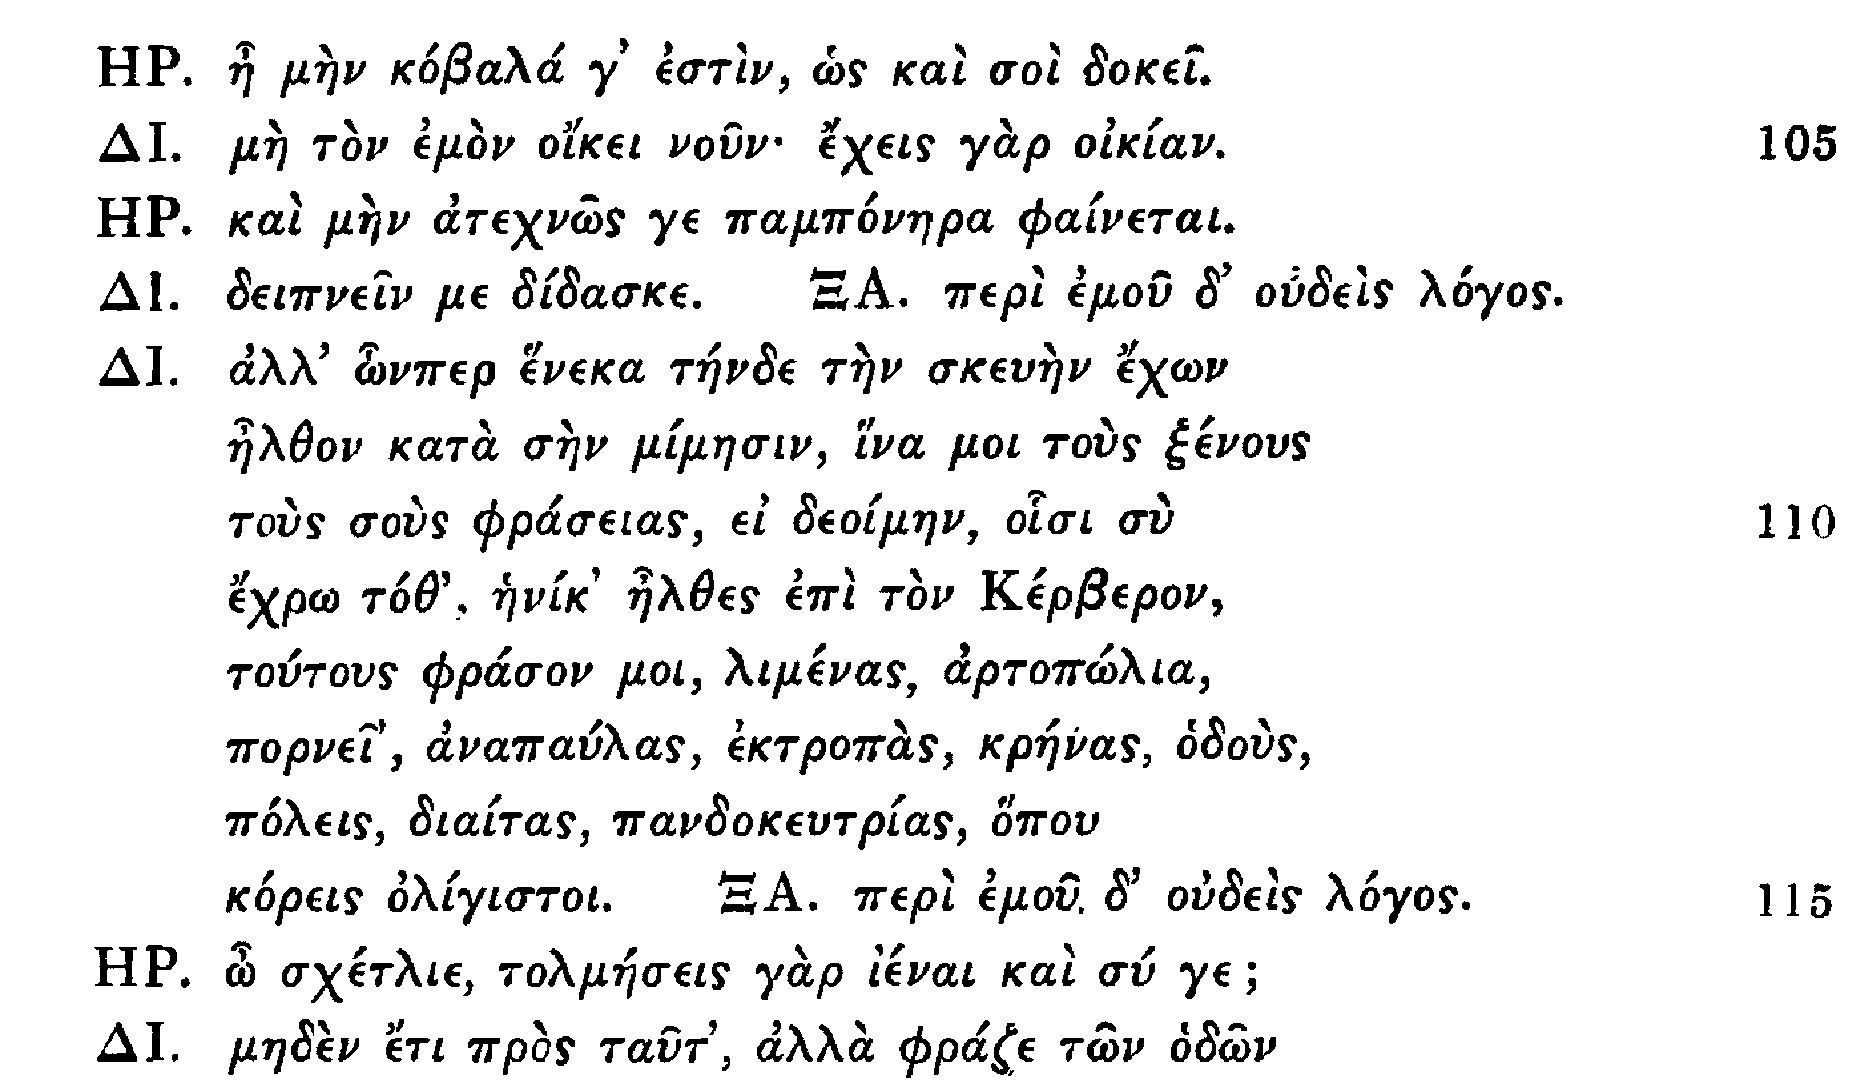 ΗΡ. ἦ μὴν κόβαλά γ’ ἐστὶν, ὡς καὶ σοὶ δοκεῖ.
ΔΙ. μὴ τὸν ἐμὸν οἴκει νοῦν· ἔχεις γὰρ οἰκίαν. 105
ΗΡ. καὶ μὴν ἀτεχνῶς γε παμπόνηρα φαίνεται.
ΔΙ. δειπνεῖν με δίδασκε. ΞΑ. περὶ ἐμοῦ δ’ οὐδεὶς λόγος.
ΔΙ. ἀλλ’ ὧνπερ ἕνεκα τήνδε τὴν σκευὴν ἔχων
ἦλθον κατὰ σὴν μίμησιν, ἵνα μοι τοὺς ξένους
τοὺς σοὺς φράσειας, εἰ δεοίμην, οἷσι σὺ 110
ἔχρω τόθ’, ἡνίκ’ ἦλθες ἐπὶ τὸν Κέρβερον,
τούτους φράσον μοι, λιμένας, ἀρτοπώλια,
πορνεῖ’, ἀναπαύλας, ἐκτροπὰς, κρήνας, ὁδοὺς,
πόλεις, διαίτας, πανδοκευτρίας, ὅπου
κόρεις ὀλίγιστοι. ΞΑ. περὶ ἐμοῦ δ’ οὐδεὶς λόγος. 115
ΗΡ. ὦ σχέτλιε, τολμήσεις γὰρ ἰέναι καὶ σύ γε;
ΔΙ. μηδὲν ἔτι πρὸς ταῦτ’, ἀλλὰ φράζε τῶν ὁδῶν